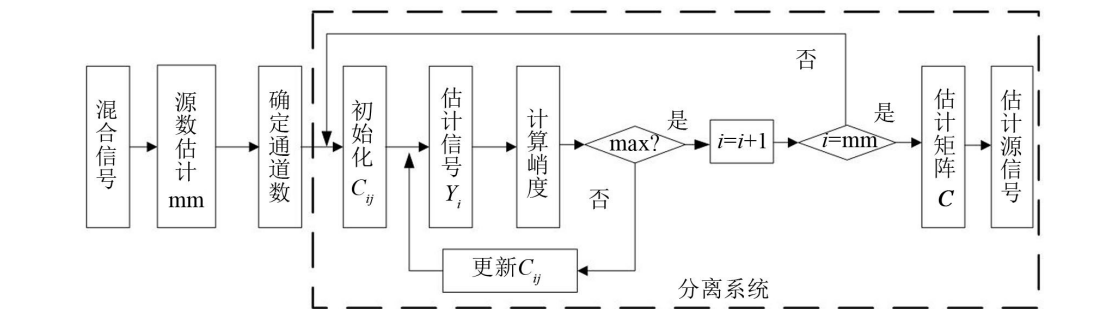 混合信号
源数估计mm
确定通道数
初始化Cij
估计信号Yi
计算峭度
max?
是
否
更新Cij
i=i+1
i=mm
否
是
估计矩阵C
估计源信号
分离系统